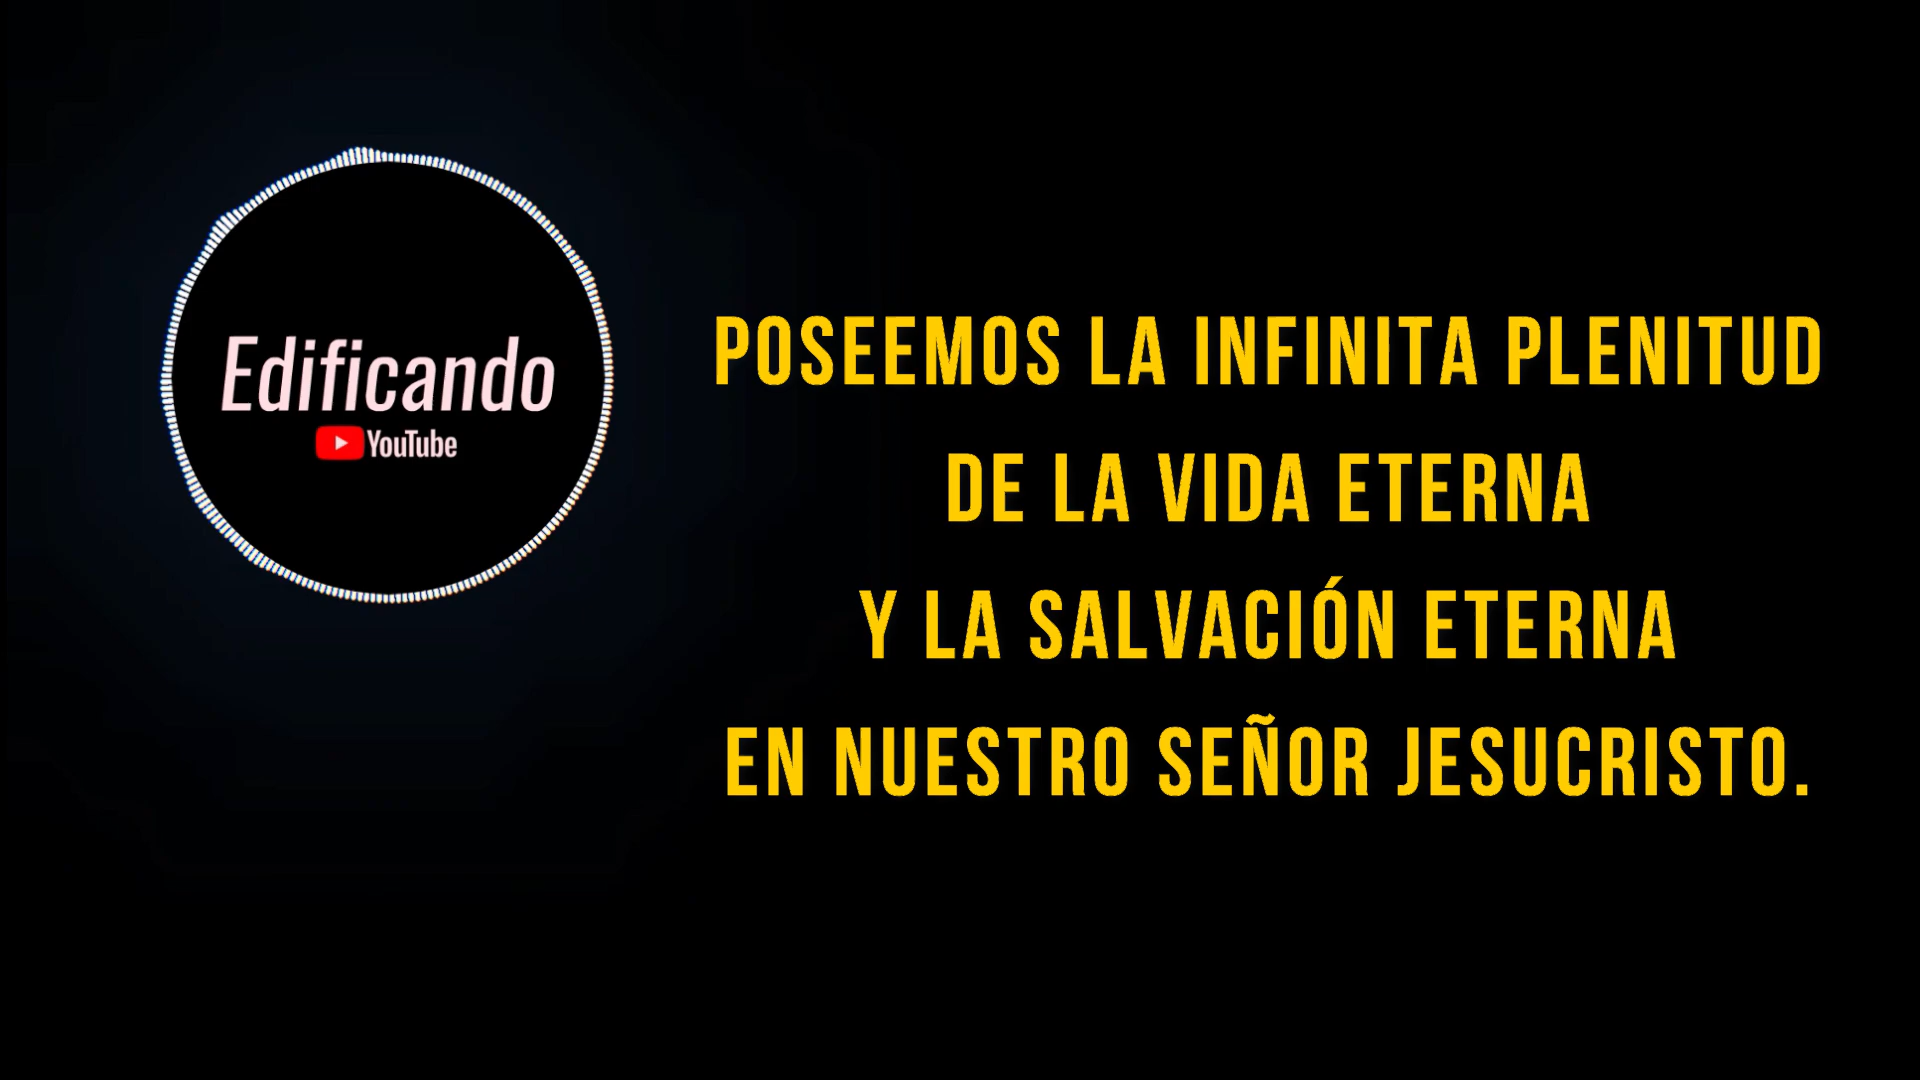 Edificando
YouTube
POSEEMOS LA INFINITA PLENITUD
DE LA VIDA ETERNA
Y LA SALVACIÓN ETERNA
EN NUESTRO SEÑOR JESUCRISTO.